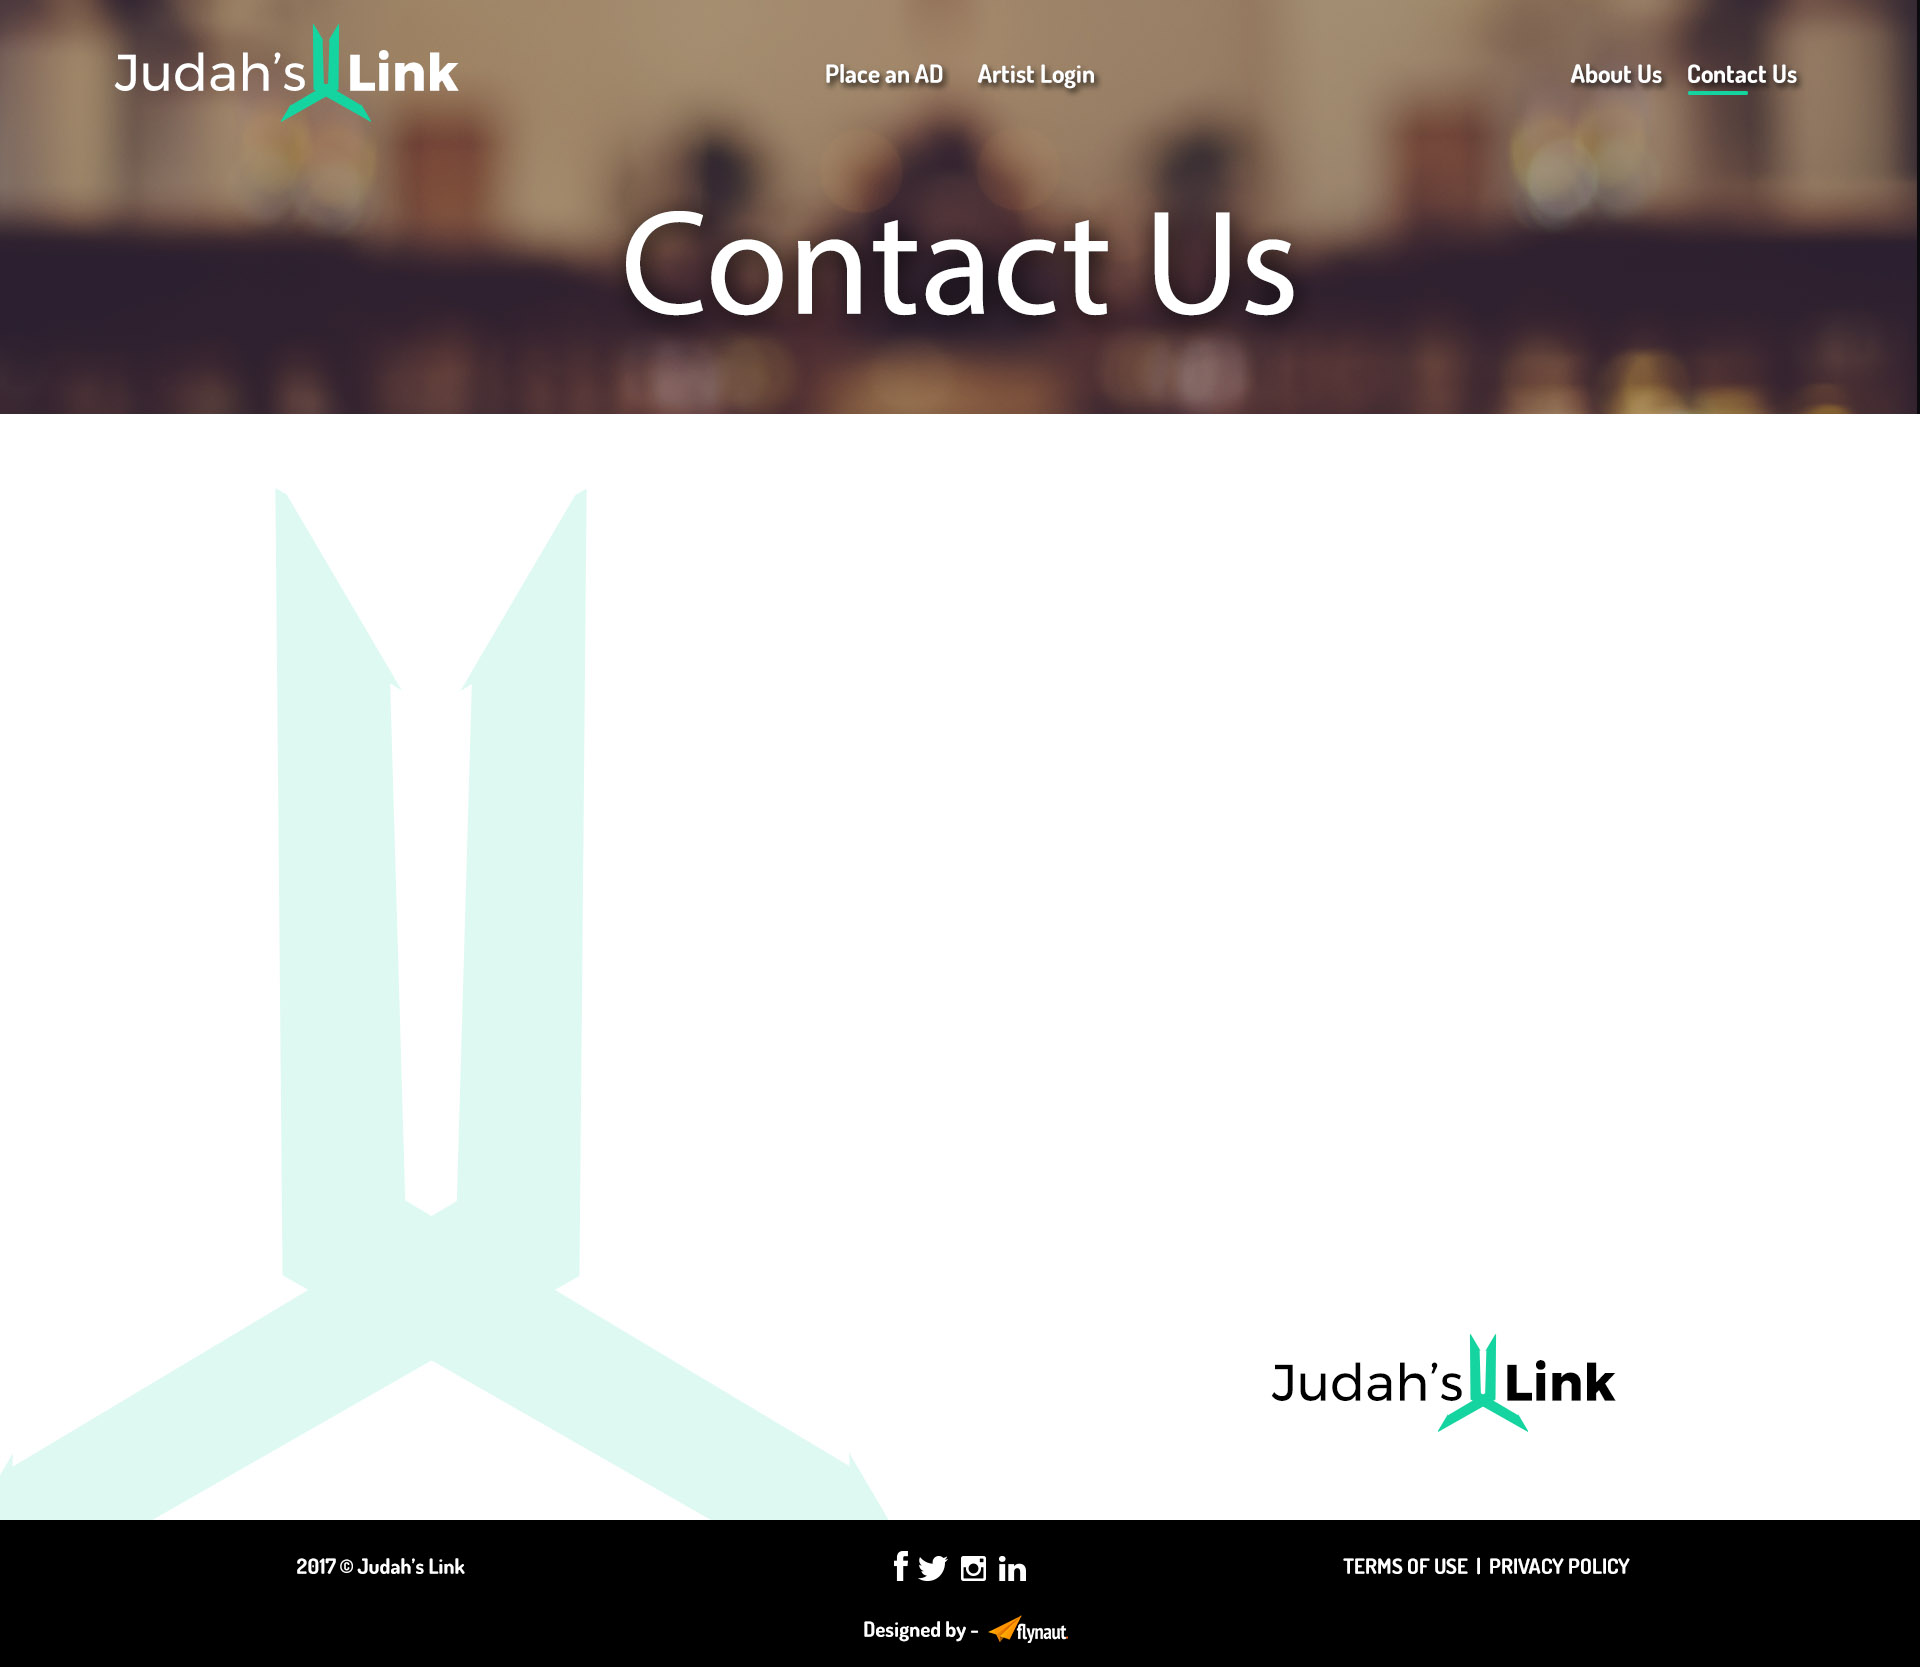 Judah's Link
Place an AD
Artist Login
About Us
Contact Us
Contact Us
Judah's Link
2017 © Judah's Link
TERMS OF USE | PRIVACY POLICY
Designed by - flynaut